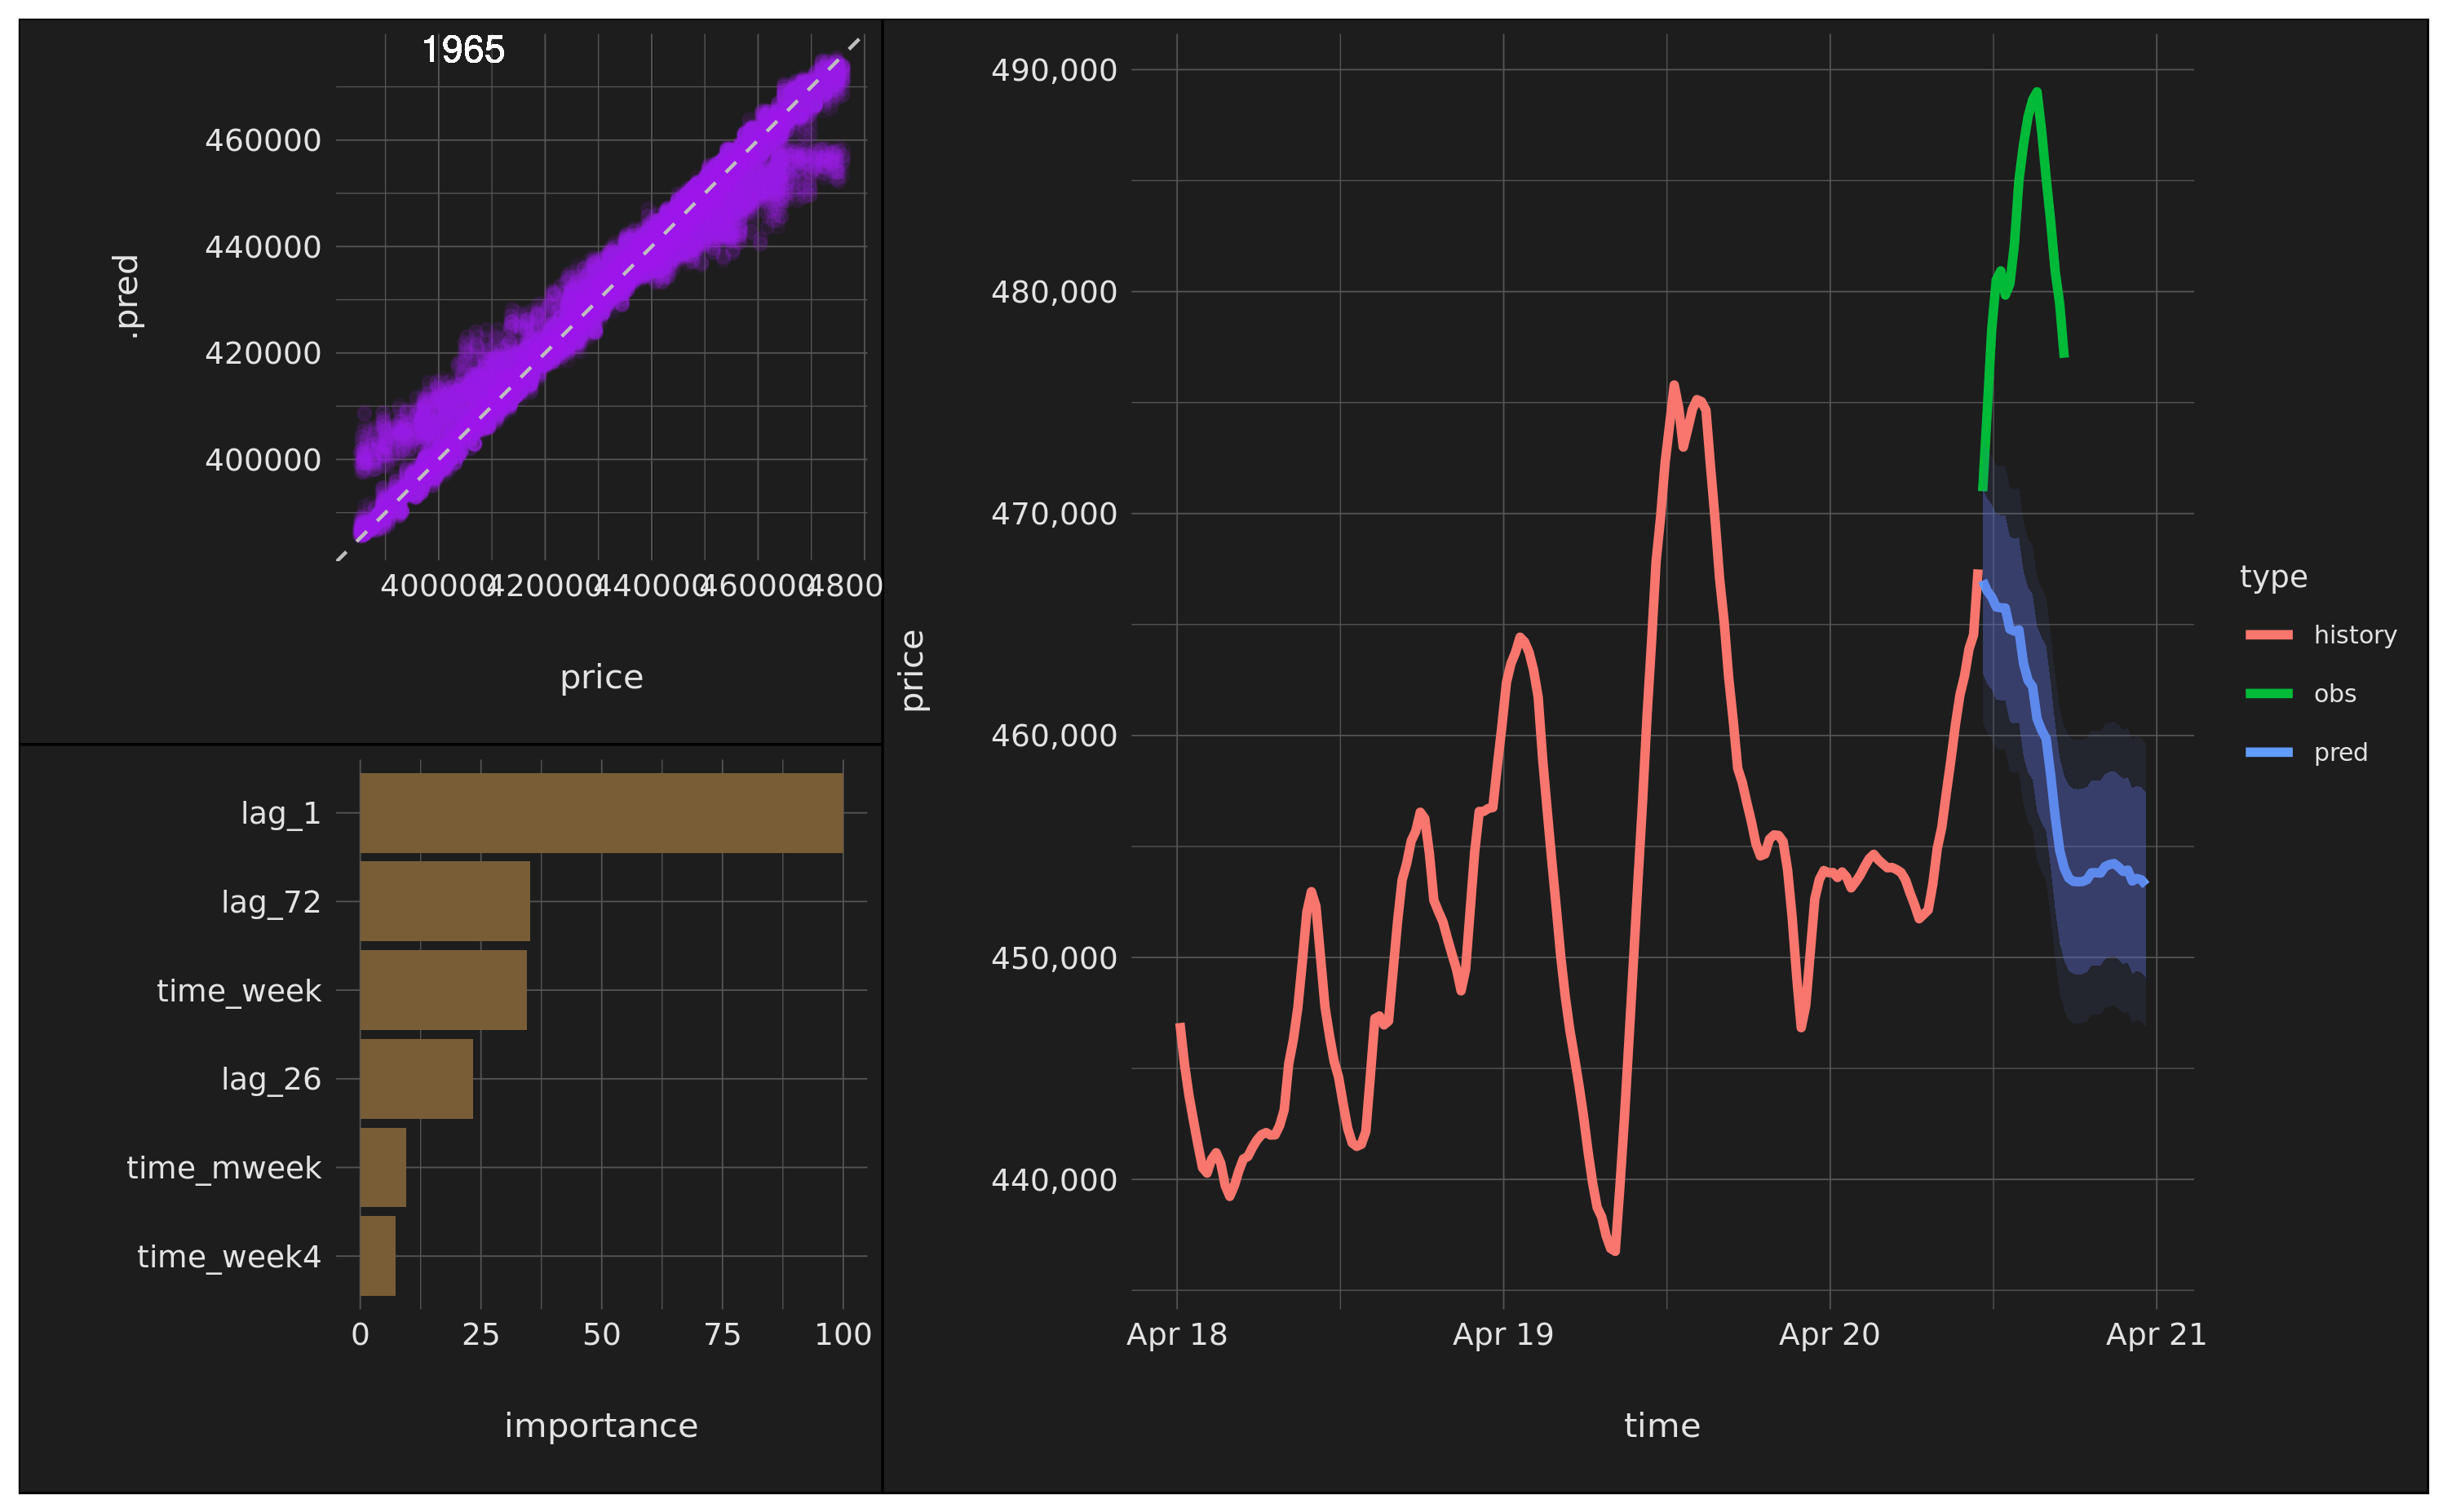 1965
.pred
460000
440000
420000
400000
400000
420000
440000
460000
4800
price
lag_1
lag_72
time_week
lag_26
time_mweek
time_week4
0 25 50 75 100
importance
price
490,000
480,000
470,000
460,000
450,000
440,000
Apr 18 Apr 19 Apr 20 Apr 21
time
type
history
obs
pred